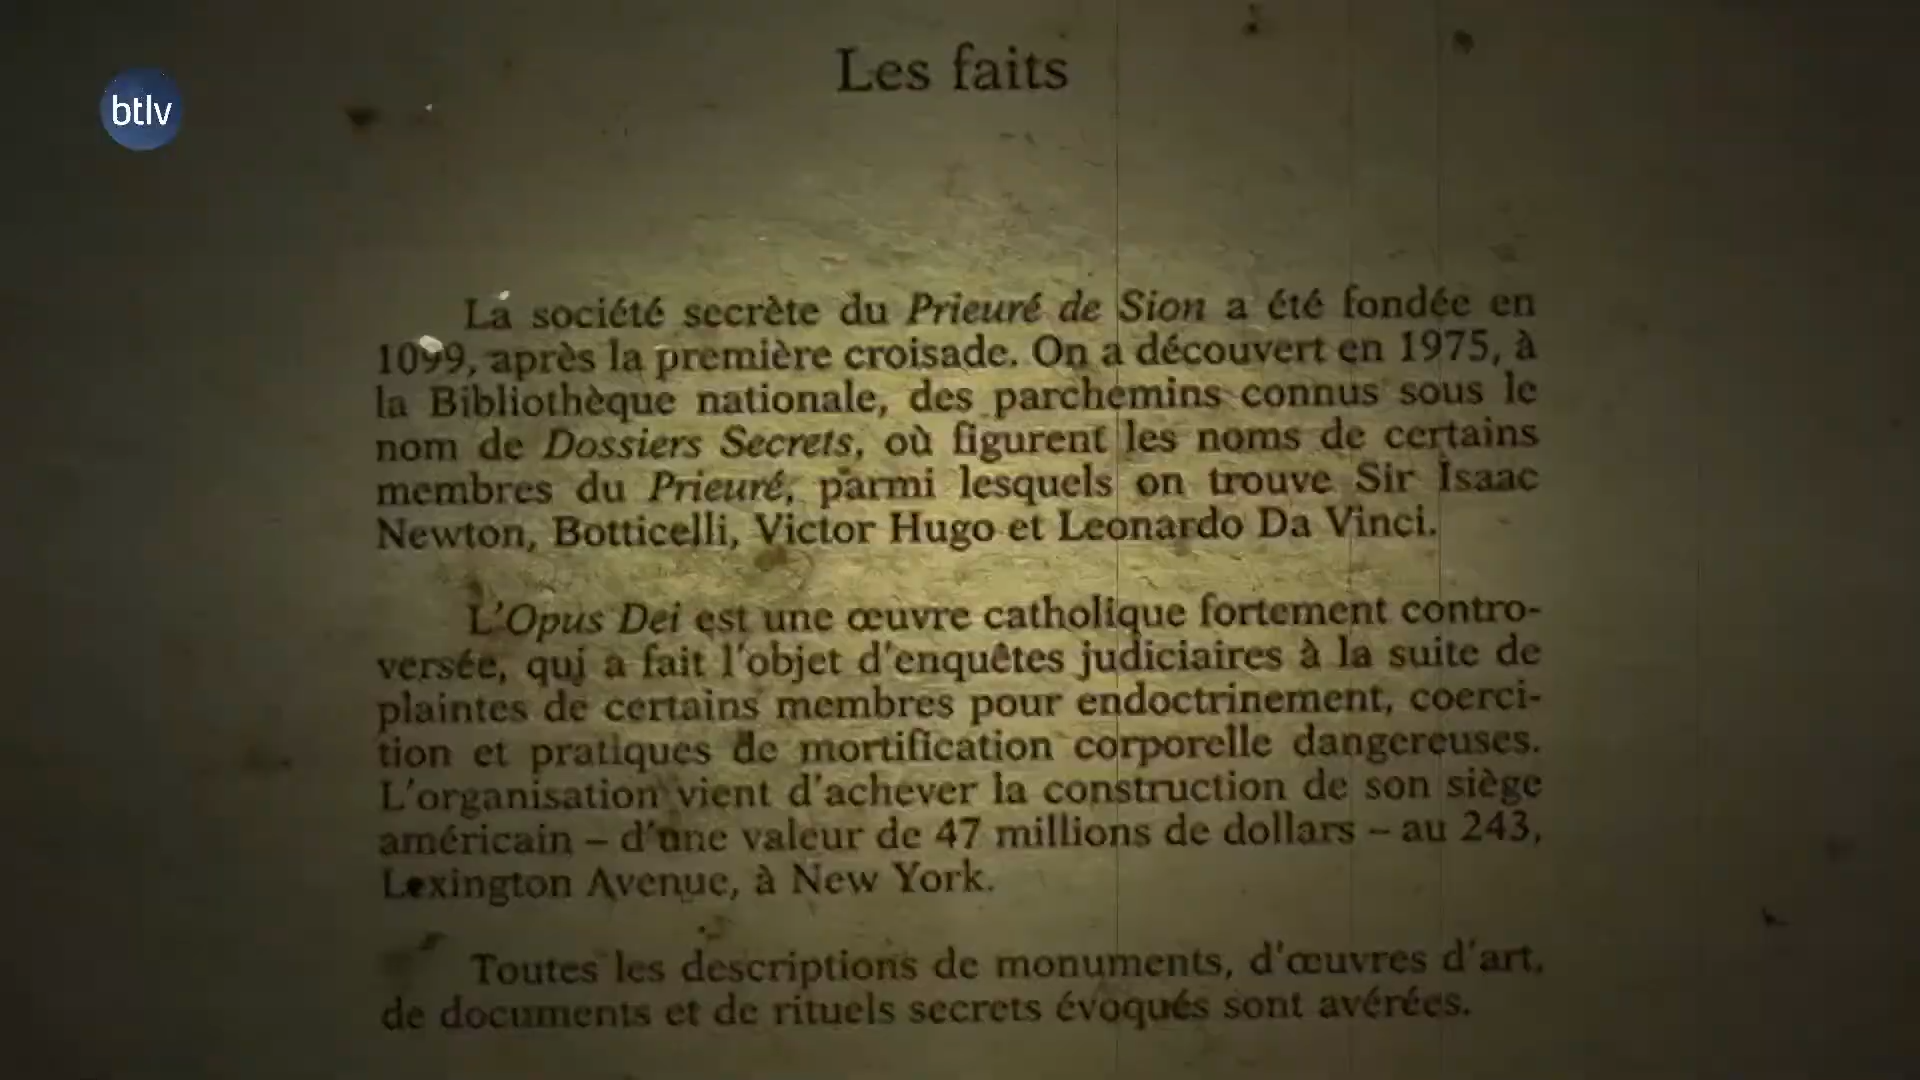 Les faits
btlv
La société secrète du Prieuré de Sion a été fondée en
1099, après la première croisade. On a découvert en 1975, à
la Bibliothèque nationale, des parchemins connus sous le
nom de Dossiers Secrets, où figurent les noms de certains
membres du Prieuré, parmi lesquels on trouve Sir Isaac
Newton, Botticelli, Victor Hugo et Leonardo Da Vinci.
L'Opus Dei est une œuvre catholique fortement contro-
versée, qui a fait l'objet d'enquêtes judiciaires à la suite de
plaintes de certains membres pour endoctrinement, coerci-
tion et pratiques de mortification corporelle dangereuses.
L'organisation vient d'achever la construction de son siège
américain – d'une valeur de 47 millions de dollars – au 243,
Lexington Avenue, à New York.
Toutes les descriptions de monuments, d'œuvres d'art,
de documents et de rituels secrets évoqués sont avérées.